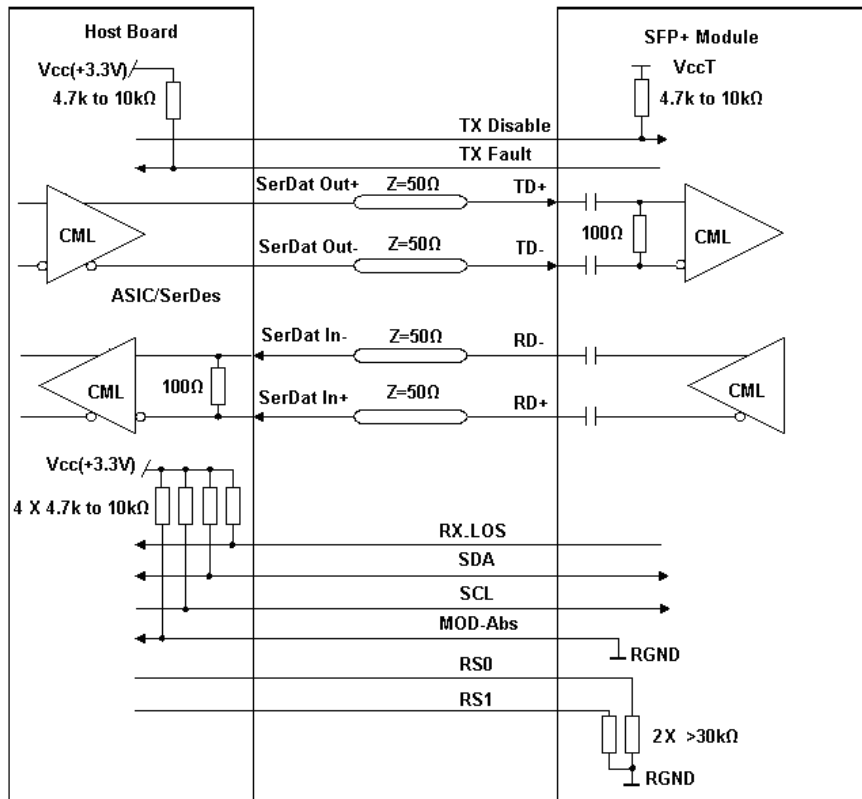 Host Board
SFP+ Module
Vcc(+3.3V)
VccT
4.7k to 10kΩ
4.7k to 10kΩ
TX Disable
TX Fault
SerDat Out+
Z=50Ω
TD+
CML
100Ω
CML
SerDat Out-
Z=50Ω
TD-
ASIC/SerDes
SerDat In-
Z=50Ω
RD-
CML
100Ω
CML
SerDat In+
Z=50Ω
RD+
Vcc(+3.3V)
4 X 4.7k to 10kΩ
RX_LOS
SDA
SCL
MOD-Abs
RGND
RS0
RS1
2 X >30kΩ
RGND